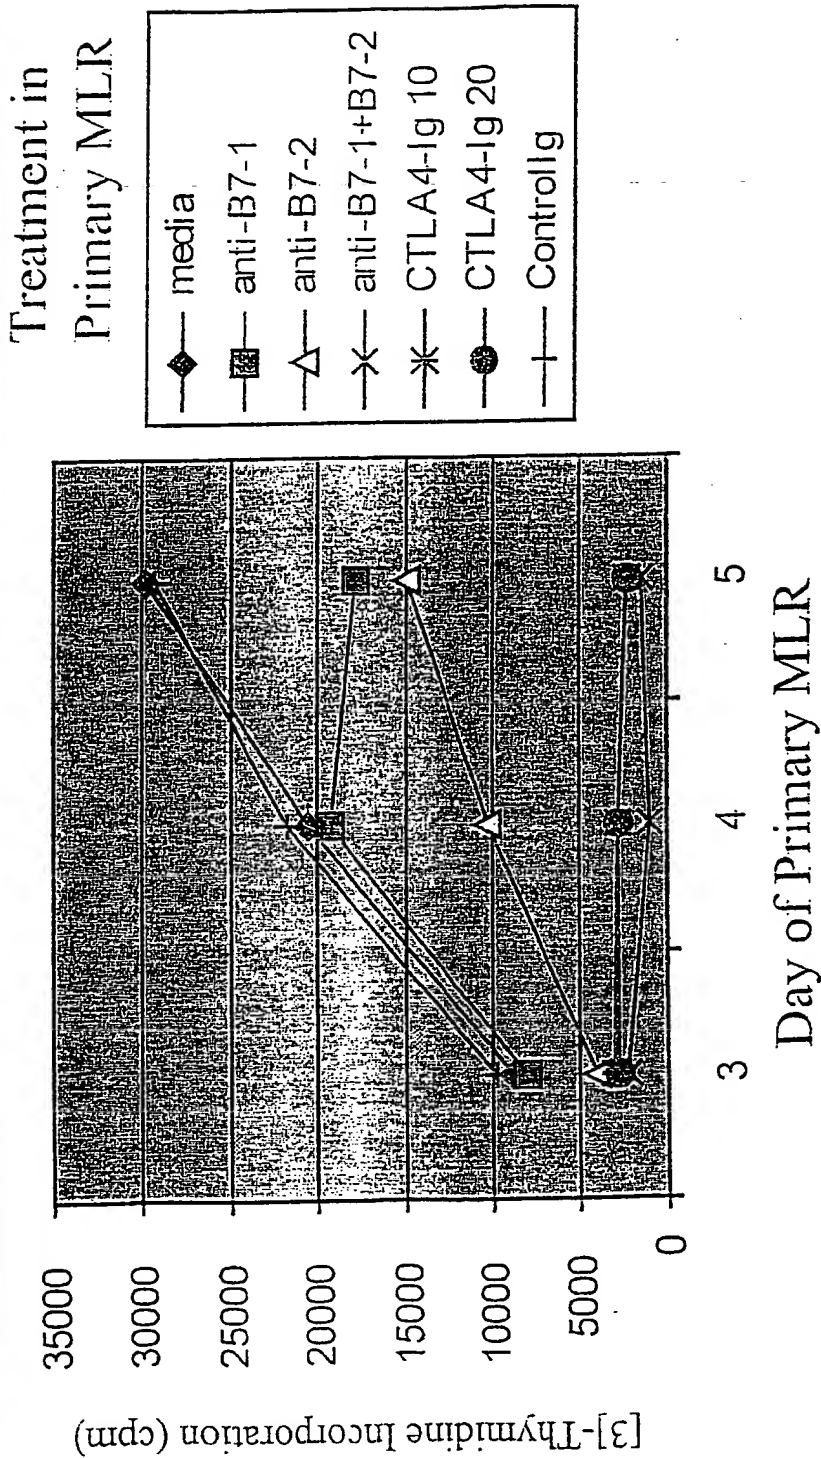 Treatment in
Primary MLR
media
anti-B7-1
anti-B7-2
anti-B7-1+B7-2
CTLA4-Ig 10
CTLA4-Ig 20
ControlIg
35000
30000
25000
20000
15000
10000
5000
0
[3]-Thymidine Incorporation (cpm)
3
4
5
Day of Primary MLR